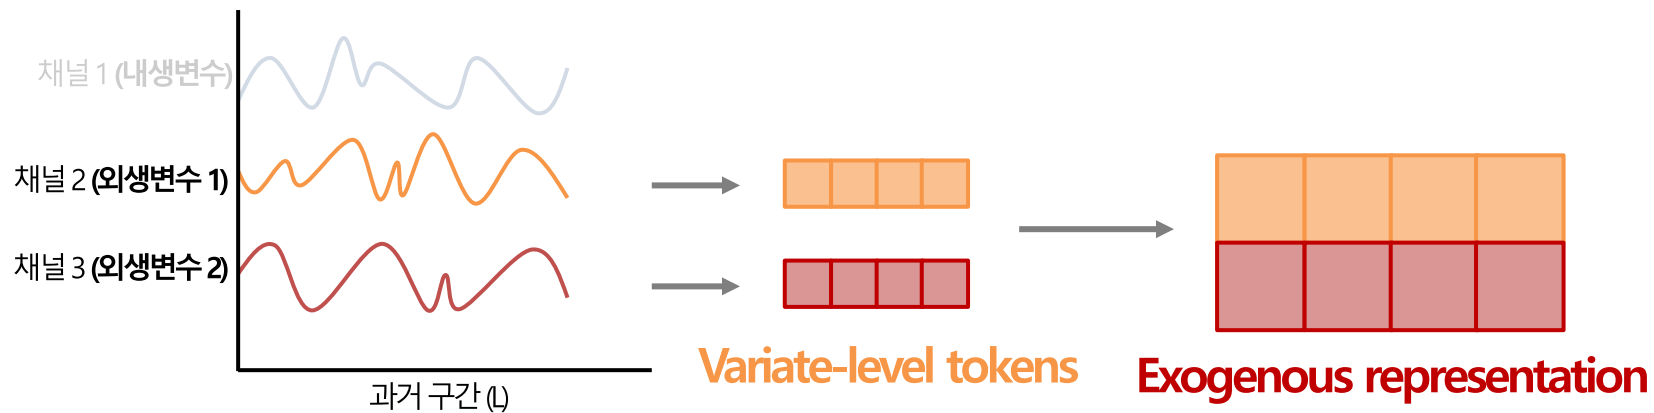 채널 1 (내생변수)
채널 2 (외생변수 1)
채널 3 (외생변수 2)
과거 구간 (L)
Variate-level tokens
Exogenous representation